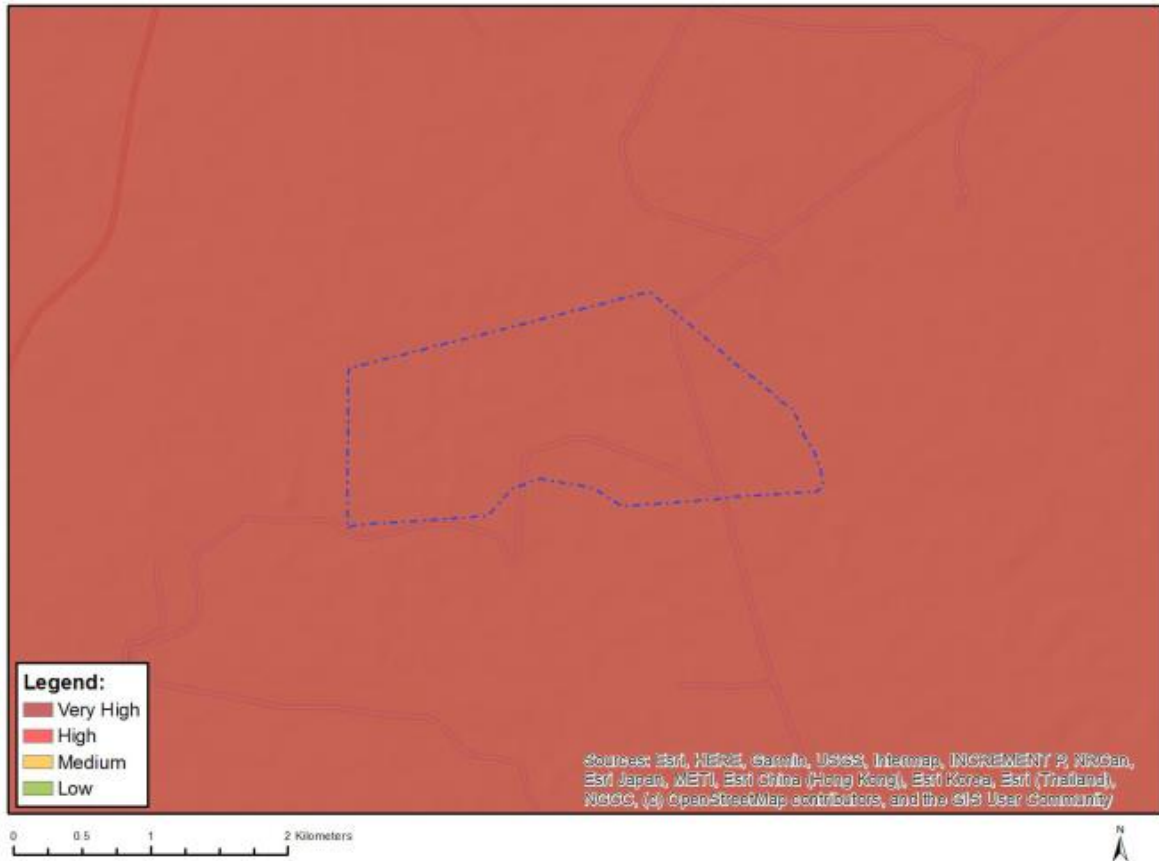 Legend:
Very High
High
Medium
Low
Sources: Esri, HERE, Garmin, USGS, Intermap, INCREMENT P, NRCan,
Esri Japan, METI, Esri China (Hong Kong), Esri Korea, Esri (Thailand),
NGCC, (c) OpenStreetMap contributors, and the GIS User Community
0 0.5 1 2 Kilometers
N